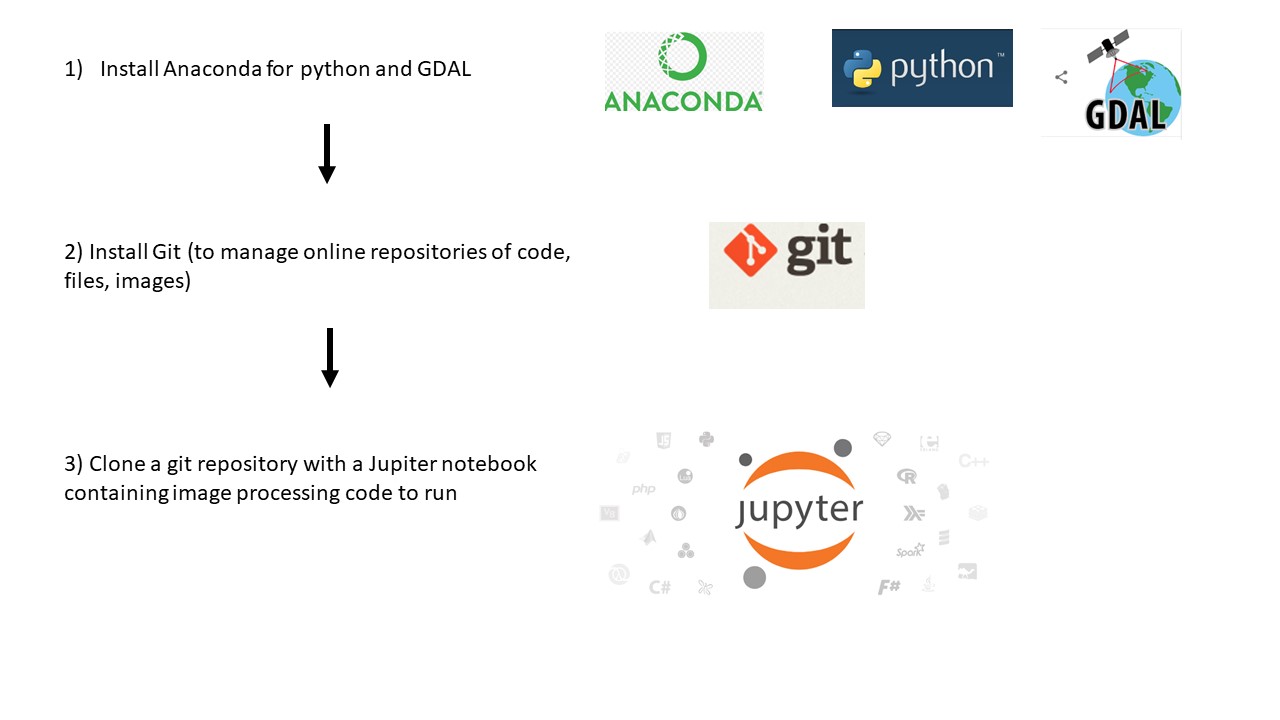 1) Install Anaconda for python and GDAL
ANACONDA
python™
GDAL
2) Install Git (to manage online repositories of code,
files, images)
git
3) Clone a git repository with a Jupiter notebook
containing image processing code to run
JS
C++
php
R
jupyter
Spark
C#
F#